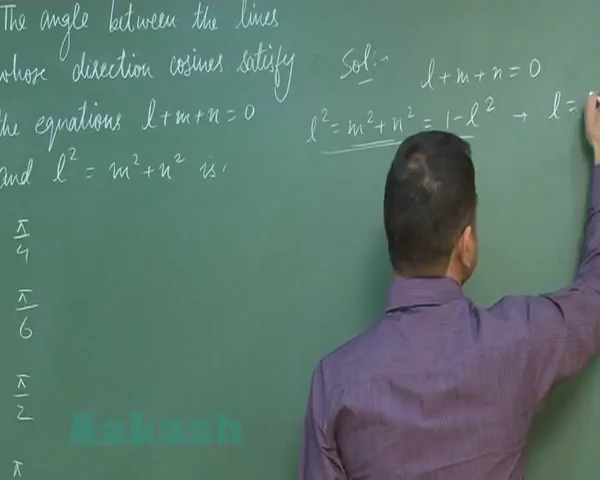 The angle between the lines
whose direction cosines satisfy
the equations l+m+n=0
and l² = m²+n² is.
π/4
π/6
π/2
π
Sol:-
l+m+n=0
l² = m²+n² = 1-l² → l=
Aakash